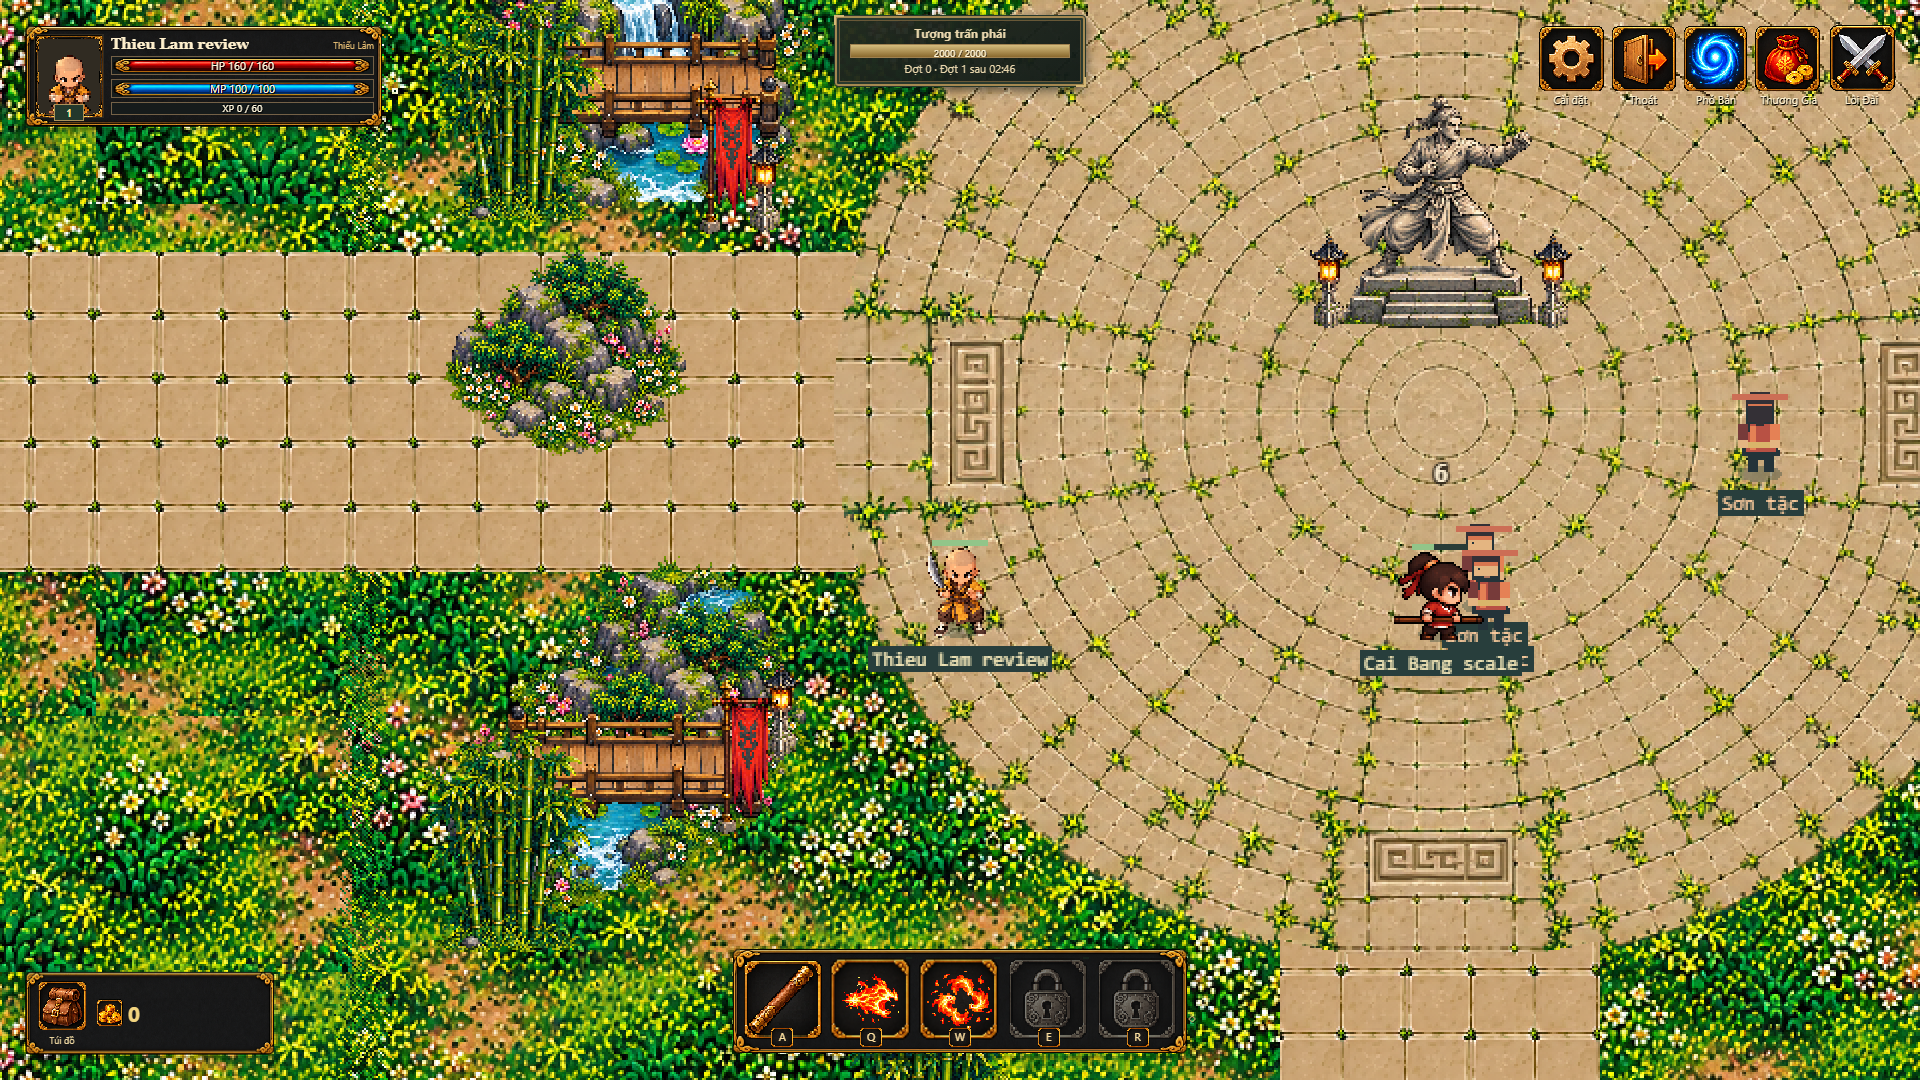 Thieu Lam review
Thiếu Lâm
HP 160 / 160
MP 100 / 100
XP 0 / 60
1
Tượng trấn phái
2000 / 2000
Đợt 0 · Đợt 1 sau 02:46
Cài đặt
Thoát
Phó Bản
Thương Gia
Lôi Đài
6
Sơn tặc
ơn tặc
Thieu Lam review
Cai Bang scale
0
Túi đồ
A
Q
W
E
R